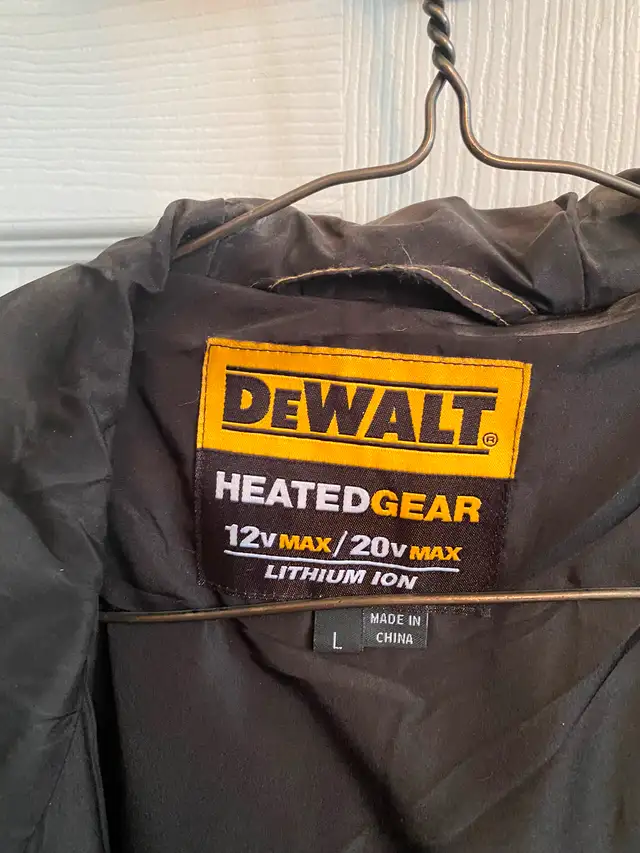 DEWALT®
HEATEDGEAR
12V MAX / 20V MAX
LITHIUM ION
L
MADE IN
CHINA